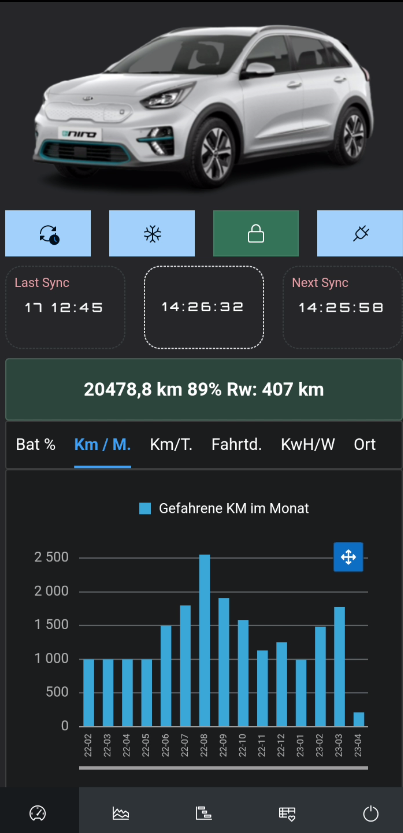 eNIRO
Last Sync
17 12:45
14:26:32
Next Sync
14:25:58
20478,8 km 89% Rw: 407 km
Bat %
Km / M.
Km/T.
Fahrtd.
KwH/W
Ort
Gefahrene KM im Monat
2 500
2 000
1 500
1 000
500
0
22-02
22-03
22-04
22-05
22-06
22-07
22-08
22-09
22-10
22-11
22-12
23-01
23-02
23-03
23-04